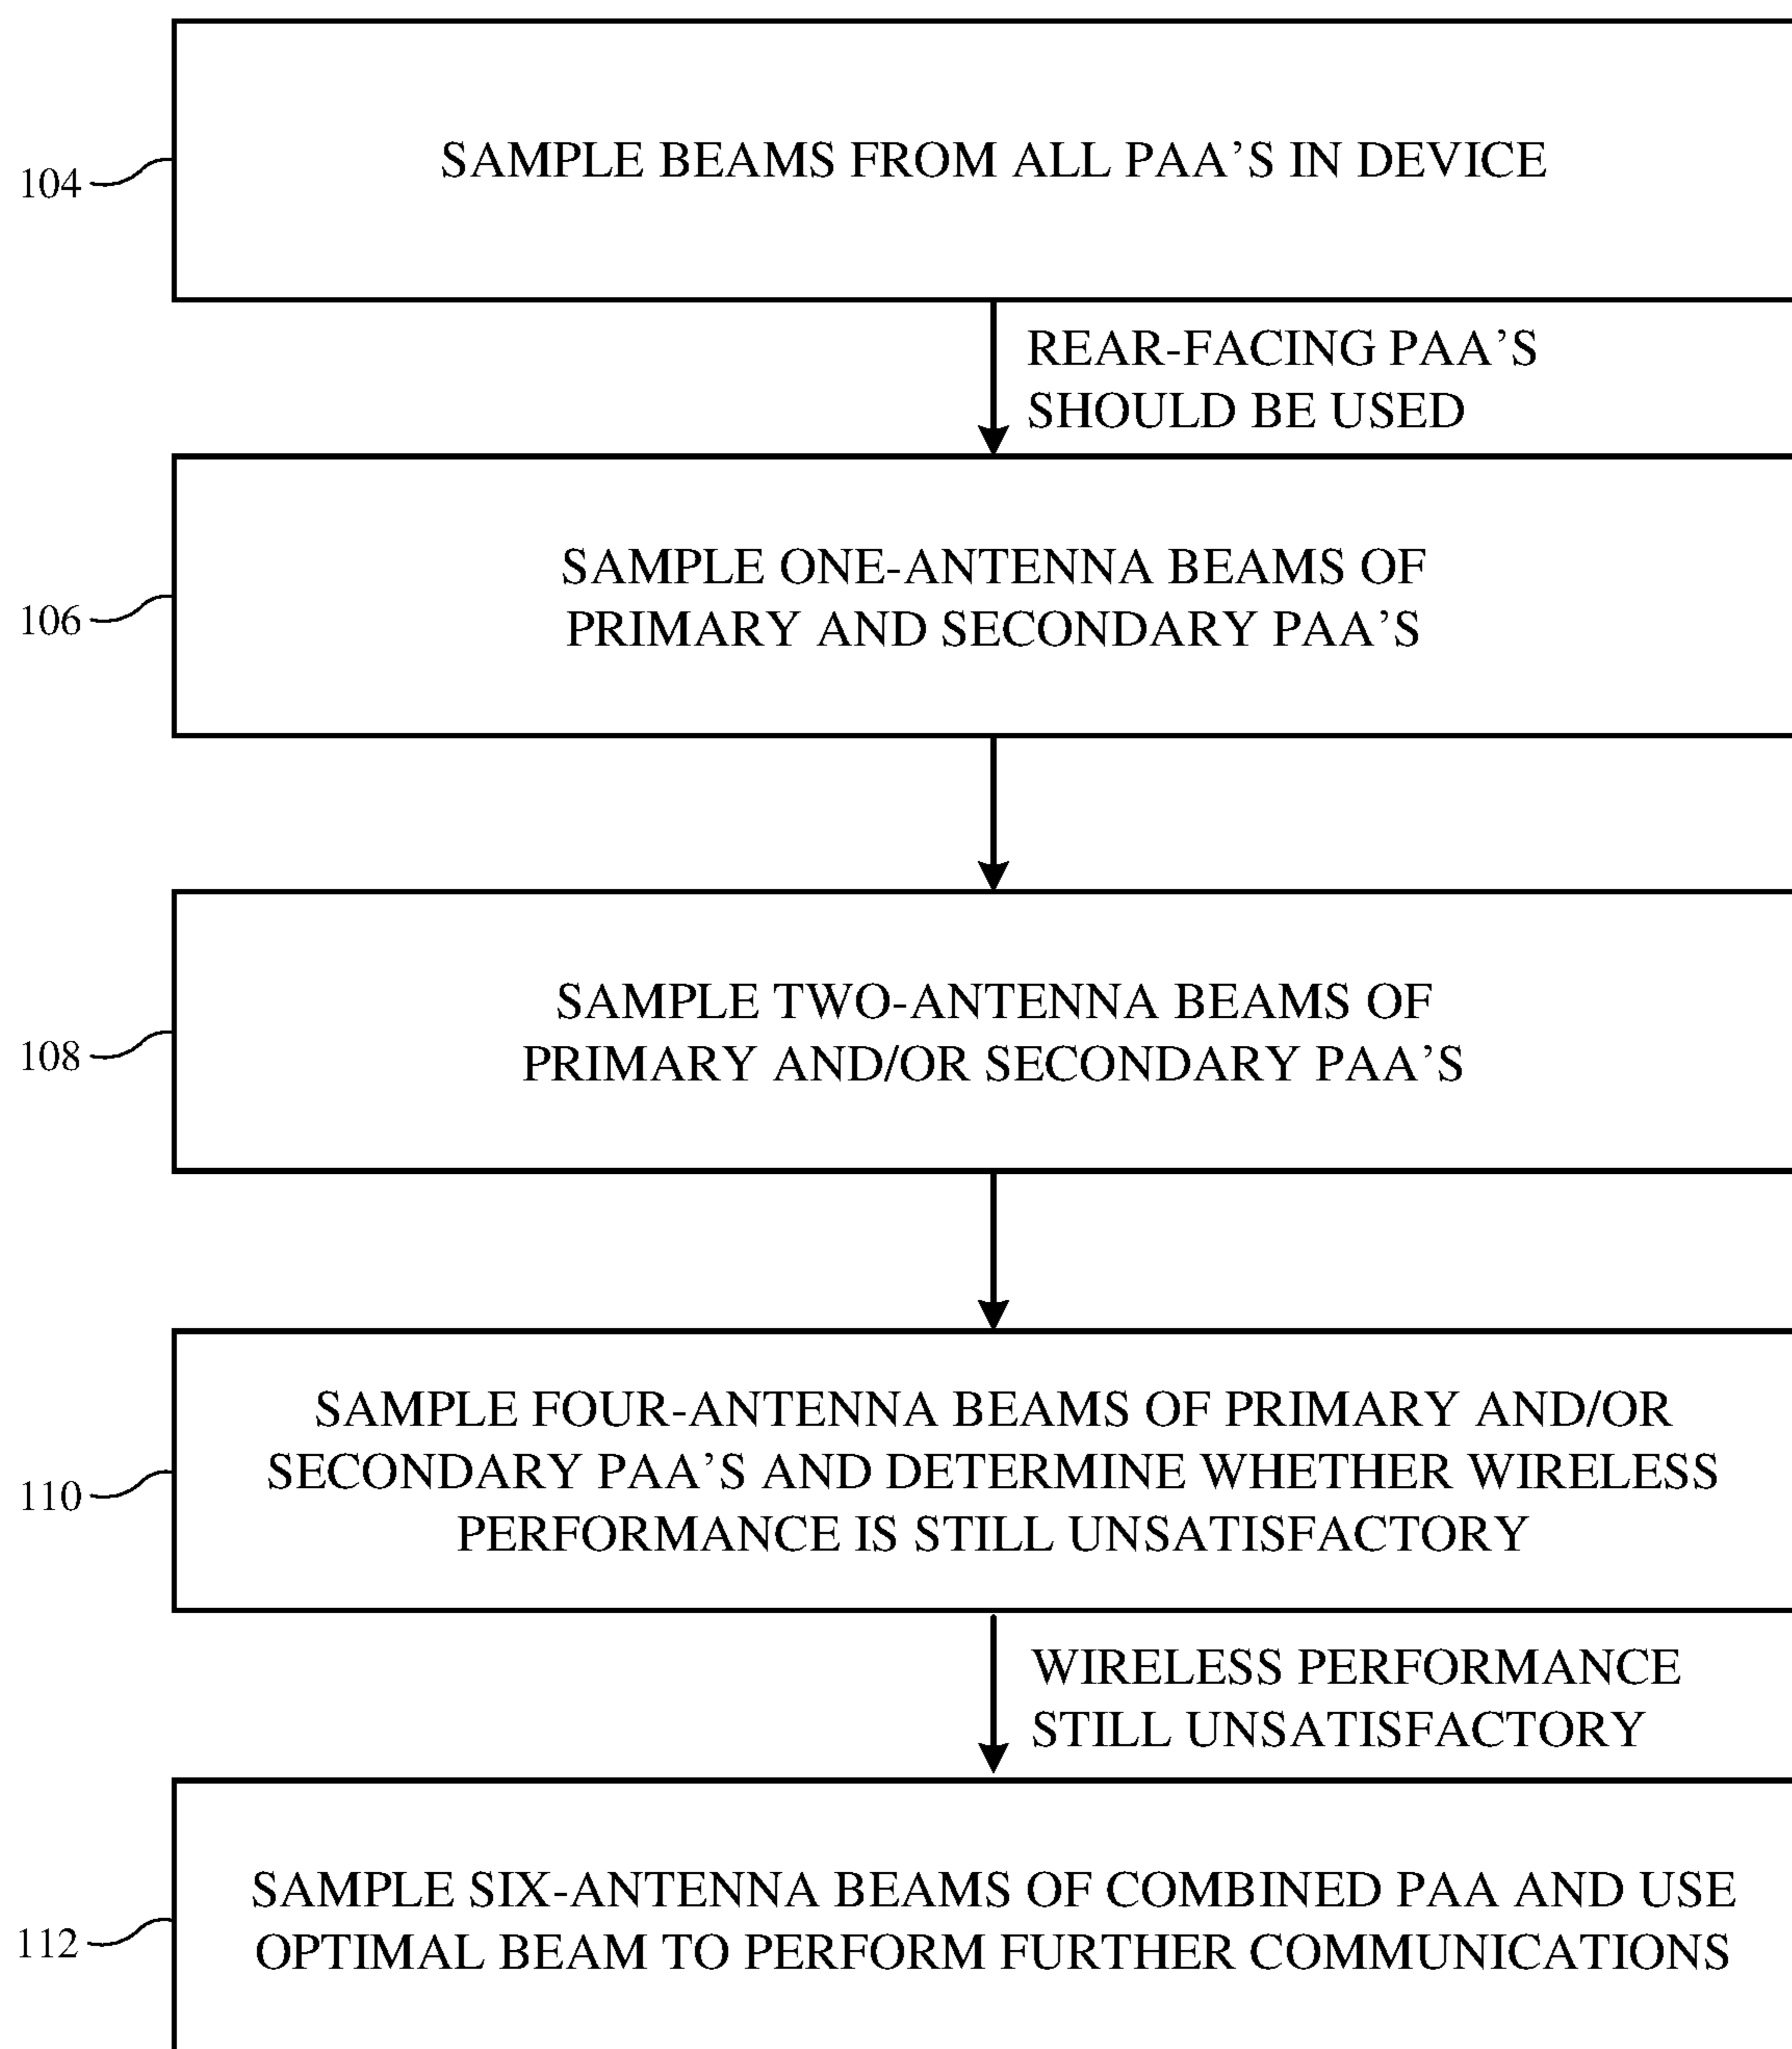 104
SAMPLE BEAMS FROM ALL PAA'S IN DEVICE
REAR-FACING PAA'S
SHOULD BE USED
106
SAMPLE ONE-ANTENNA BEAMS OF
PRIMARY AND SECONDARY PAA'S
108
SAMPLE TWO-ANTENNA BEAMS OF
PRIMARY AND/OR SECONDARY PAA'S
110
SAMPLE FOUR-ANTENNA BEAMS OF PRIMARY AND/OR
SECONDARY PAA'S AND DETERMINE WHETHER WIRELESS
PERFORMANCE IS STILL UNSATISFACTORY
WIRELESS PERFORMANCE
STILL UNSATISFACTORY
112
SAMPLE SIX-ANTENNA BEAMS OF COMBINED PAA AND USE
OPTIMAL BEAM TO PERFORM FURTHER COMMUNICATIONS